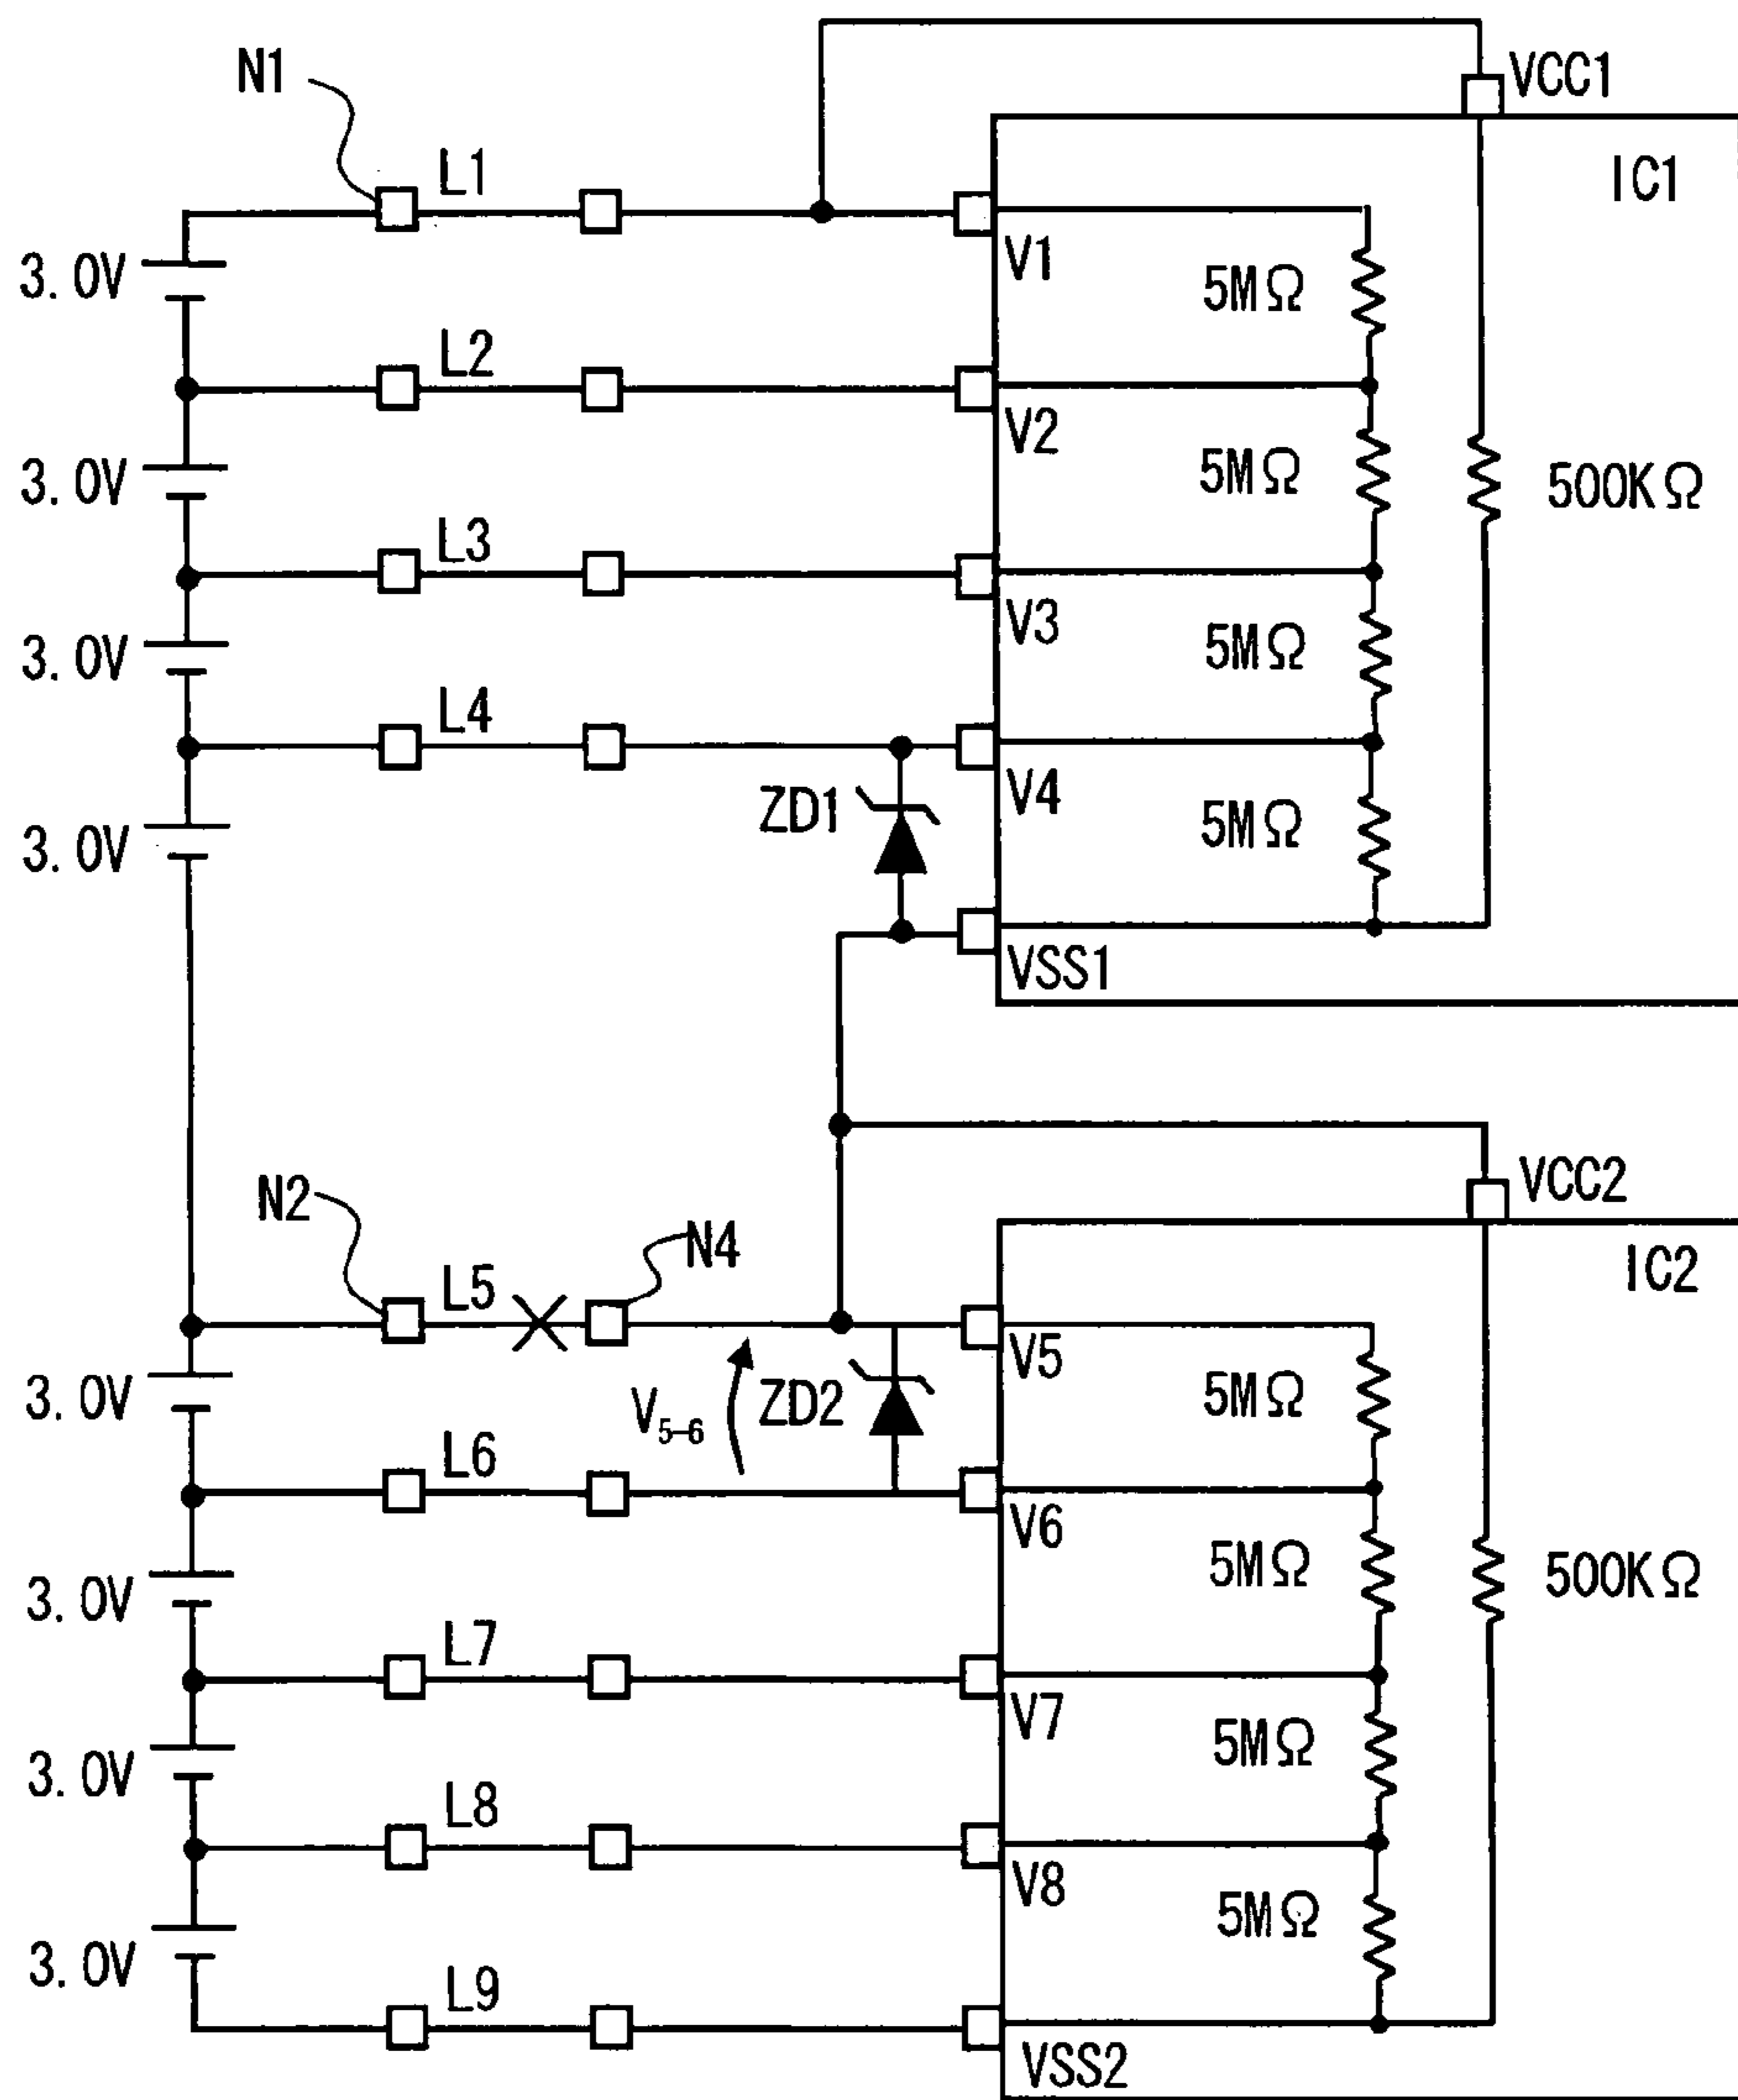 VCC1
N1
L1
IC1
3. 0V
V1
5MΩ
L2
V2
3. 0V
5MΩ
500KΩ
L3
V3
3. 0V
5MΩ
L4
V4
ZD1
3. 0V
5MΩ
VSS1
VCC2
N2
N4
IC2
L5
V5
3. 0V
V5-6
ZD2
5MΩ
L6
V6
3. 0V
5MΩ
500KΩ
L7
V7
3. 0V
5MΩ
L8
V8
5MΩ
3. 0V
L9
VSS2